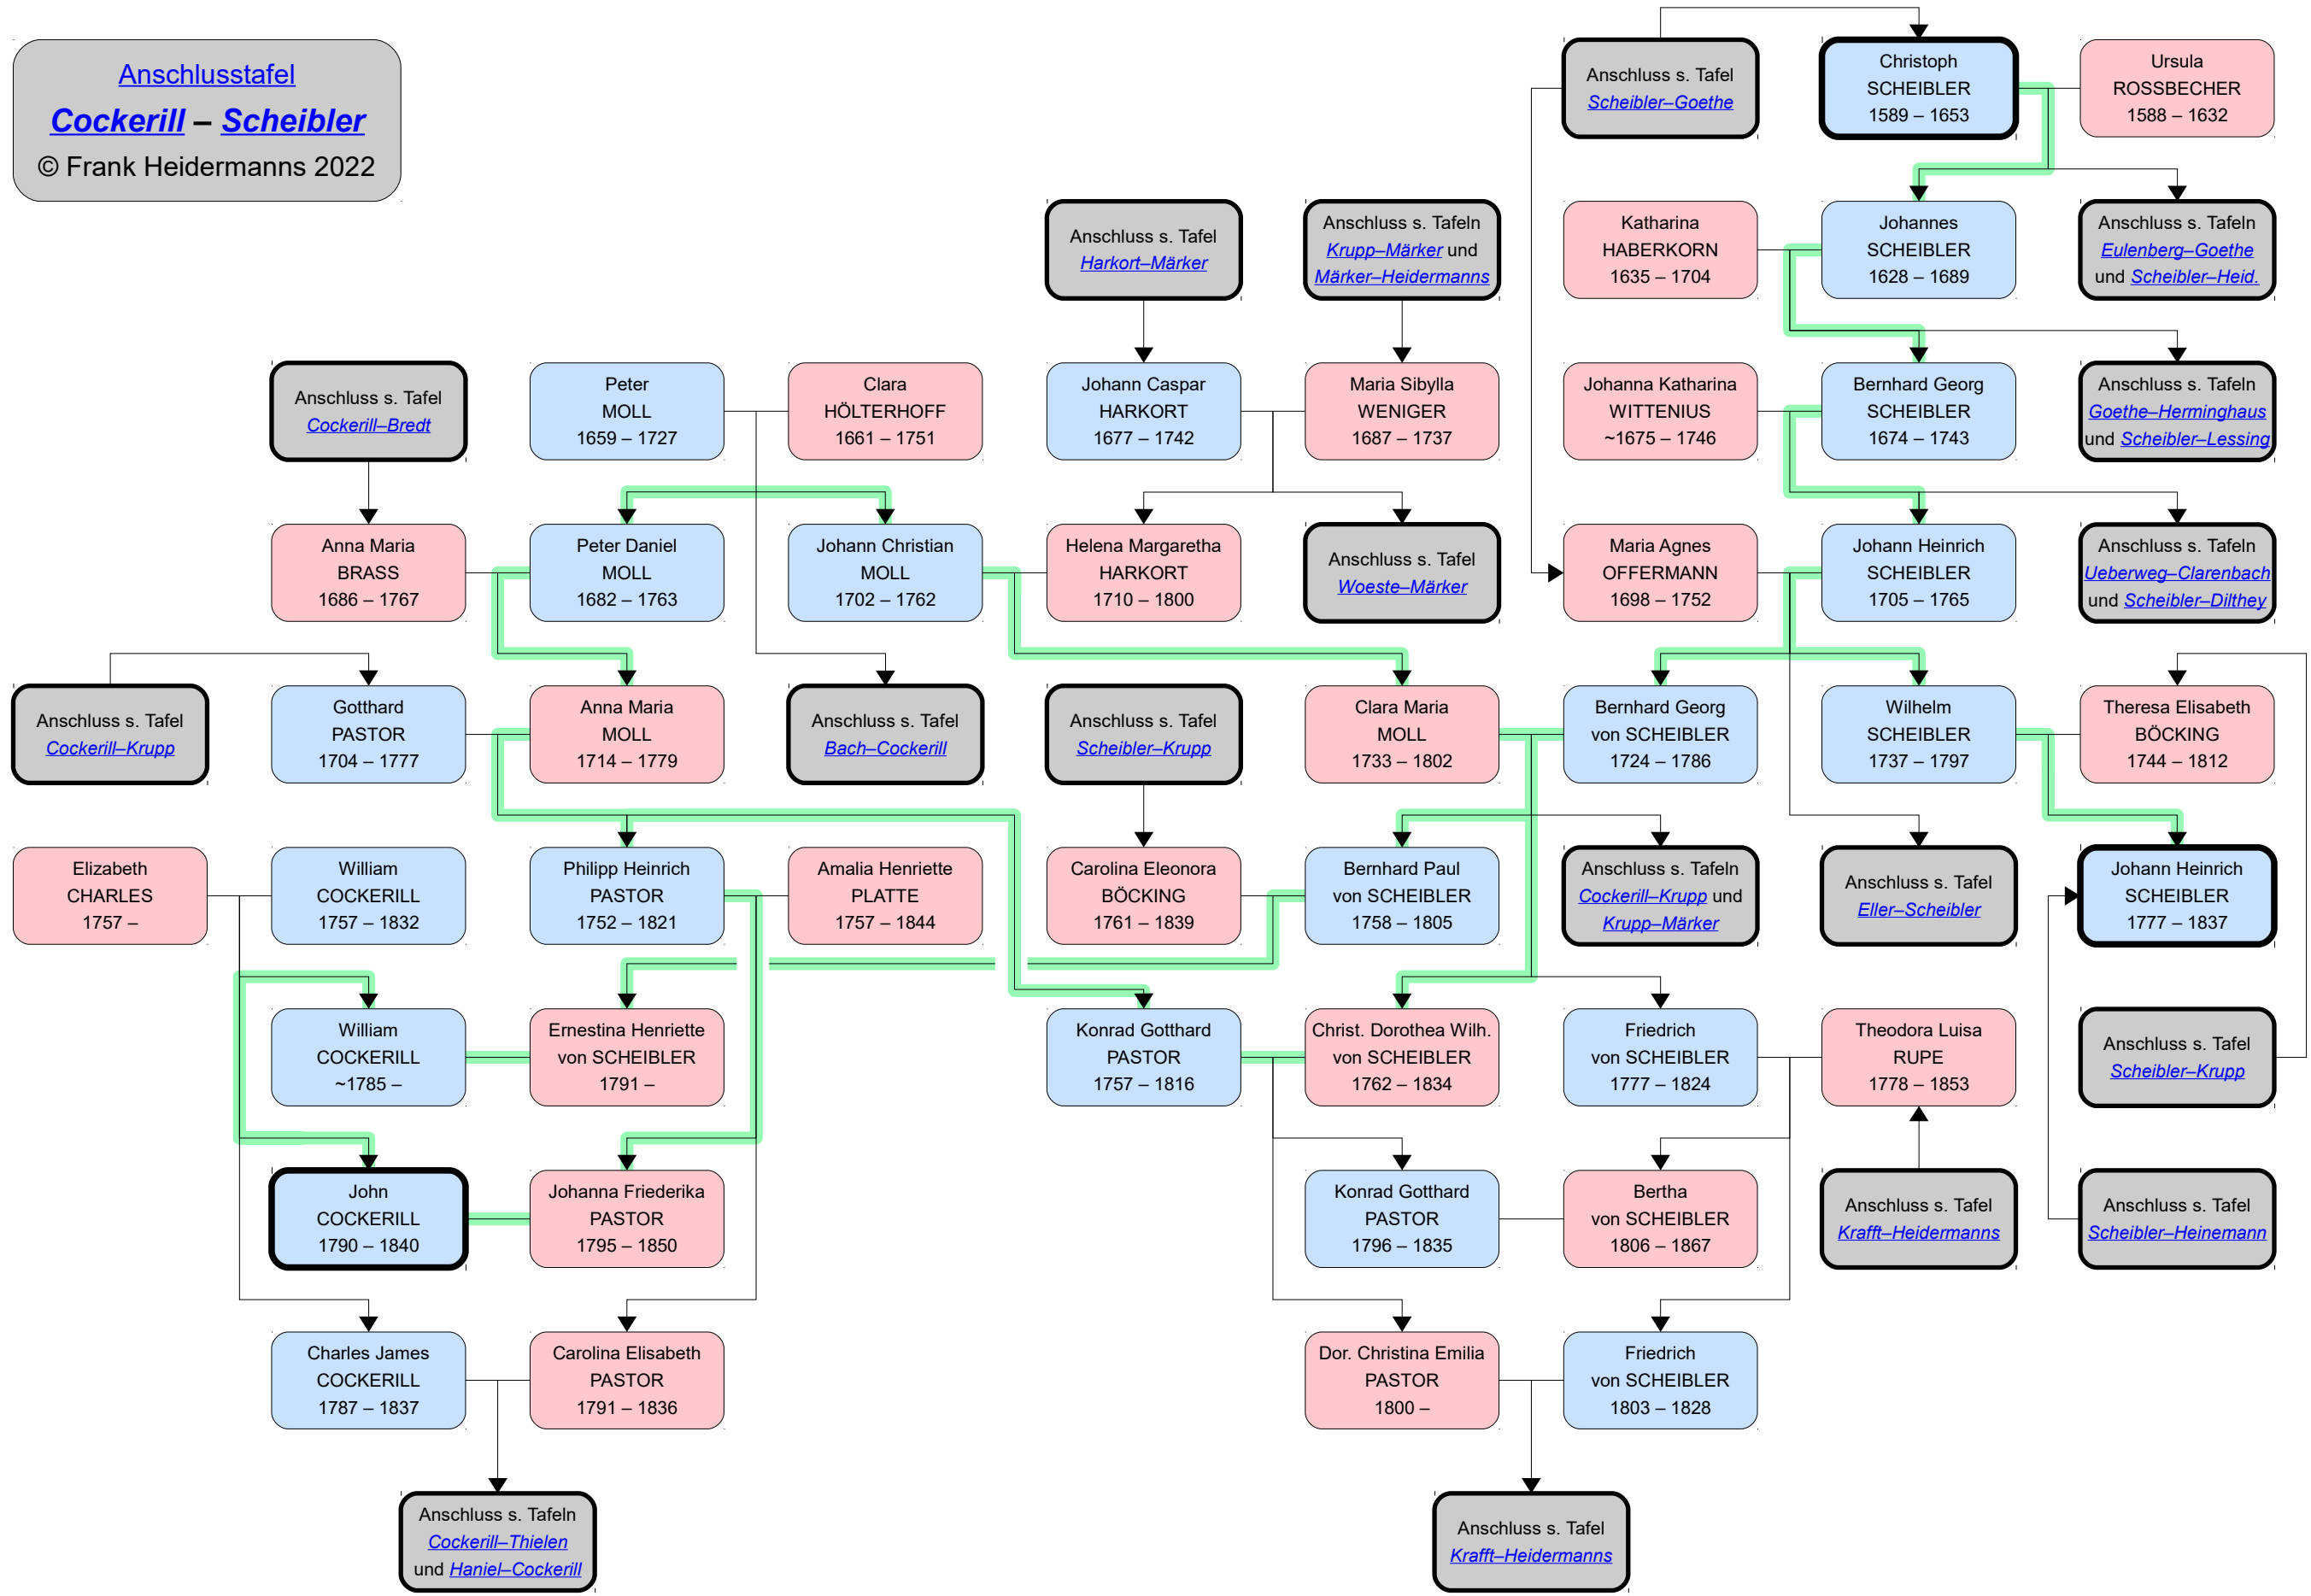 Anschlusstafel
Cockerill – Scheibler
© Frank Heidermanns 2022
Anschluss s. Tafel
Scheibler–Goethe
Christoph
SCHEIBLER
1589 – 1653
Ursula
ROSSBECHER
1588 – 1632
Anschluss s. Tafel
Harkort–Märker
Anschluss s. Tafeln
Krupp–Märker und
Märker–Heidermanns
Katharina
HABERKORN
1635 – 1704
Johannes
SCHEIBLER
1628 – 1689
Anschluss s. Tafeln
Eulenberg–Goethe
und Scheibler–Heid.
Anschluss s. Tafel
Cockerill–Bredt
Peter
MOLL
1659 – 1727
Clara
HÖLTERHOFF
1661 – 1751
Johann Caspar
HARKORT
1677 – 1742
Maria Sibylla
WENIGER
1687 – 1737
Johanna Katharina
WITTENIUS
~1675 – 1746
Bernhard Georg
SCHEIBLER
1674 – 1743
Anschluss s. Tafeln
Goethe–Herminghaus
und Scheibler–Lessing
Anna Maria
BRASS
1686 – 1767
Peter Daniel
MOLL
1682 – 1763
Johann Christian
MOLL
1702 – 1762
Helena Margaretha
HARKORT
1710 – 1800
Anschluss s. Tafel
Woeste–Märker
Maria Agnes
OFFERMANN
1698 – 1752
Johann Heinrich
SCHEIBLER
1705 – 1765
Anschluss s. Tafeln
Ueberweg–Clarenbach
und Scheibler–Dilthey
Anschluss s. Tafel
Cockerill–Krupp
Gotthard
PASTOR
1704 – 1777
Anna Maria
MOLL
1714 – 1779
Anschluss s. Tafel
Bach–Cockerill
Anschluss s. Tafel
Scheibler–Krupp
Clara Maria
MOLL
1733 – 1802
Bernhard Georg
von SCHEIBLER
1724 – 1786
Wilhelm
SCHEIBLER
1737 – 1797
Theresa Elisabeth
BÖCKING
1744 – 1812
Elizabeth
CHARLES
1757 –
William
COCKERILL
1757 – 1832
Philipp Heinrich
PASTOR
1752 – 1821
Amalia Henriette
PLATTE
1757 – 1844
Carolina Eleonora
BÖCKING
1761 – 1839
Bernhard Paul
von SCHEIBLER
1758 – 1805
Anschluss s. Tafeln
Cockerill–Krupp und
Krupp–Märker
Anschluss s. Tafel
Eller–Scheibler
Johann Heinrich
SCHEIBLER
1777 – 1837
William
COCKERILL
~1785 –
Ernestina Henriette
von SCHEIBLER
1791 –
Konrad Gotthard
PASTOR
1757 – 1816
Christ. Dorothea Wilh.
von SCHEIBLER
1762 – 1834
Friedrich
von SCHEIBLER
1777 – 1824
Theodora Luisa
RUPE
1778 – 1853
Anschluss s. Tafel
Scheibler–Krupp
John
COCKERILL
1790 – 1840
Johanna Friederika
PASTOR
1795 – 1850
Konrad Gotthard
PASTOR
1796 – 1835
Bertha
von SCHEIBLER
1806 – 1867
Anschluss s. Tafel
Krafft–Heidermanns
Anschluss s. Tafel
Scheibler–Heinemann
Charles James
COCKERILL
1787 – 1837
Carolina Elisabeth
PASTOR
1791 – 1836
Dor. Christina Emilia
PASTOR
1800 –
Friedrich
von SCHEIBLER
1803 – 1828
Anschluss s. Tafeln
Cockerill–Thielen
und Haniel–Cockerill
Anschluss s. Tafel
Krafft–Heidermanns